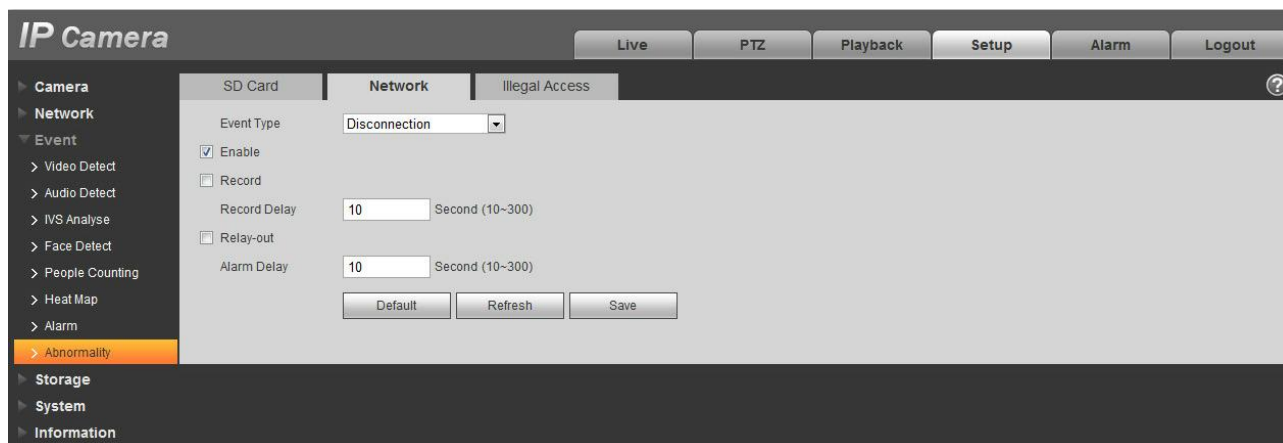 IP Camera
Live PTZ Playback Setup Alarm Logout
Camera
Network
Event
Video Detect
Audio Detect
IVS Analyse
Face Detect
People Counting
Heat Map
Alarm
Abnormality
Storage
System
Information
SD Card Network Illegal Access
?
Event Type Disconnection
Enable
Record
Record Delay 10 Second (10~300)
Relay-out
Alarm Delay 10 Second (10~300)
Default Refresh Save